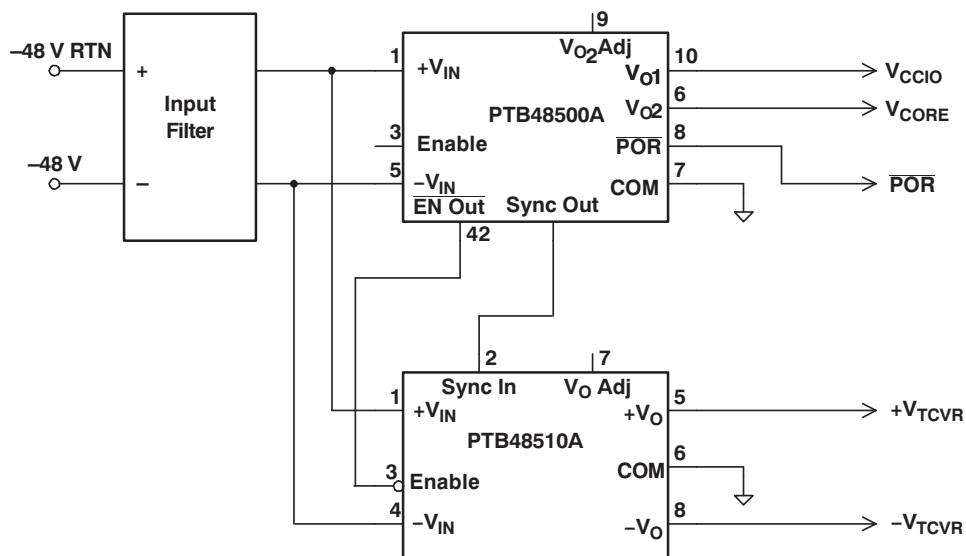 9
–48 V RTN
+
Input
Filter
–48 V
–
1
+VIN
VO2 Adj
VO1
10
VCCIO
PTB48500A
VO2
6
VCORE
3
Enable
POR
8
5
–VIN
COM
7
POR
EN Out
Sync Out
42
2
7
Sync In
VO Adj
1
+VIN
+VO
5
+VTCVR
PTB48510A
3
Enable
COM
6
4
–VIN
–VO
8
–VTCVR